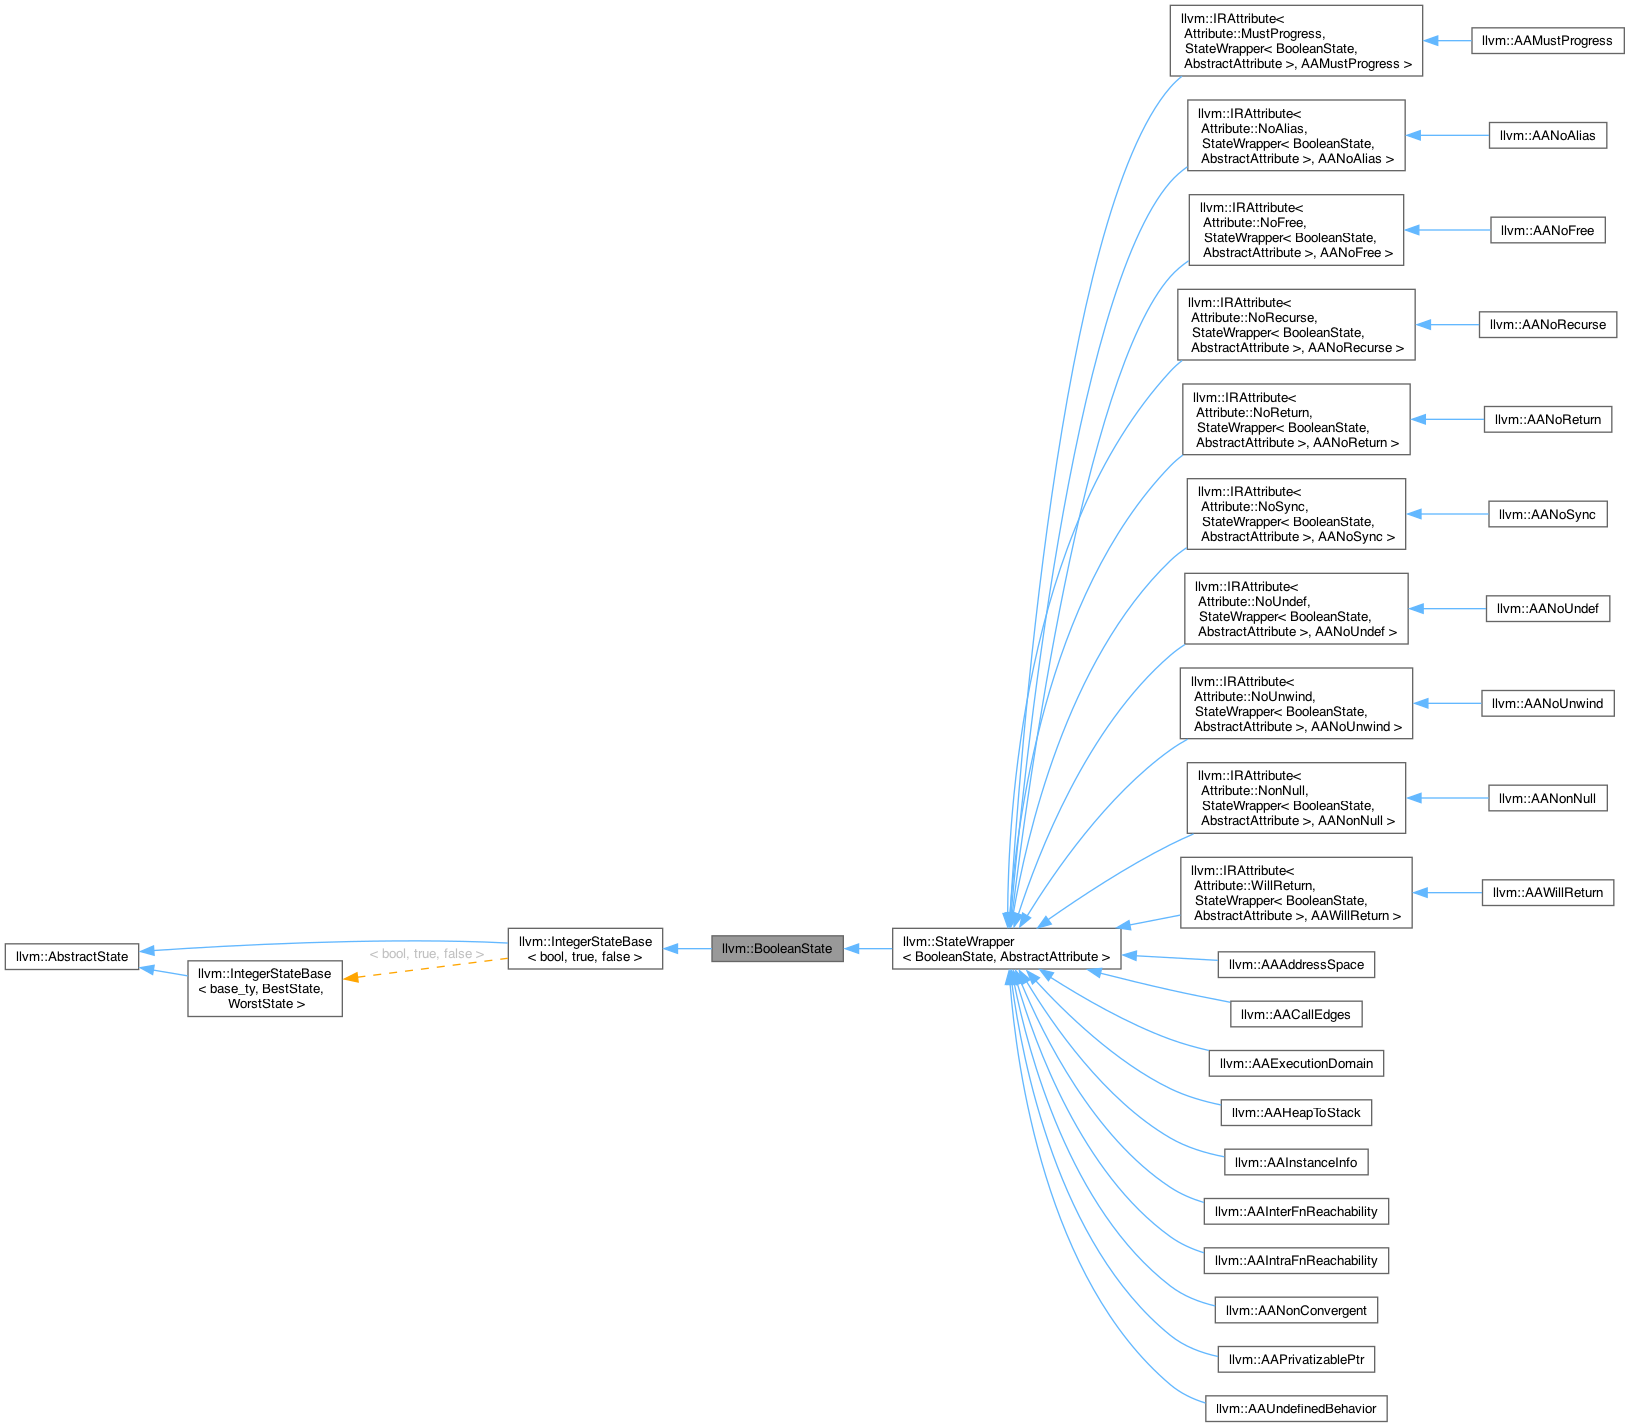 llvm::IRAttribute<
Attribute::MustProgress,
StateWrapper< BooleanState,
AbstractAttribute >, AAMustProgress >
llvm::AAMustProgress
llvm::IRAttribute<
Attribute::NoAlias,
StateWrapper< BooleanState,
AbstractAttribute >, AANoAlias >
llvm::AANoAlias
llvm::IRAttribute<
Attribute::NoFree,
StateWrapper< BooleanState,
AbstractAttribute >, AANoFree >
llvm::AANoFree
llvm::IRAttribute<
Attribute::NoRecurse,
StateWrapper< BooleanState,
AbstractAttribute >, AANoRecurse >
llvm::AANoRecurse
llvm::IRAttribute<
Attribute::NoReturn,
StateWrapper< BooleanState,
AbstractAttribute >, AANoReturn >
llvm::AANoReturn
llvm::IRAttribute<
Attribute::NoSync,
StateWrapper< BooleanState,
AbstractAttribute >, AANoSync >
llvm::AANoSync
llvm::IRAttribute<
Attribute::NoUndef,
StateWrapper< BooleanState,
AbstractAttribute >, AANoUndef >
llvm::AANoUndef
llvm::IRAttribute<
Attribute::NoUnwind,
StateWrapper< BooleanState,
AbstractAttribute >, AANoUnwind >
llvm::AANoUnwind
llvm::IRAttribute<
Attribute::NonNull,
StateWrapper< BooleanState,
AbstractAttribute >, AANonNull >
llvm::AANonNull
llvm::IRAttribute<
Attribute::WillReturn,
StateWrapper< BooleanState,
AbstractAttribute >, AAWillReturn >
llvm::AAWillReturn
llvm::AbstractState
llvm::IntegerStateBase
< base_ty, BestState,
WorstState >
< bool, true, false >
llvm::IntegerStateBase
< bool, true, false >
llvm::BooleanState
llvm::StateWrapper
< BooleanState, AbstractAttribute >
llvm::AAAddressSpace
llvm::AACallEdges
llvm::AAExecutionDomain
llvm::AAHeapToStack
llvm::AAInstanceInfo
llvm::AAInterFnReachability
llvm::AAIntraFnReachability
llvm::AANonConvergent
llvm::AAPrivatizablePtr
llvm::AAUndefinedBehavior